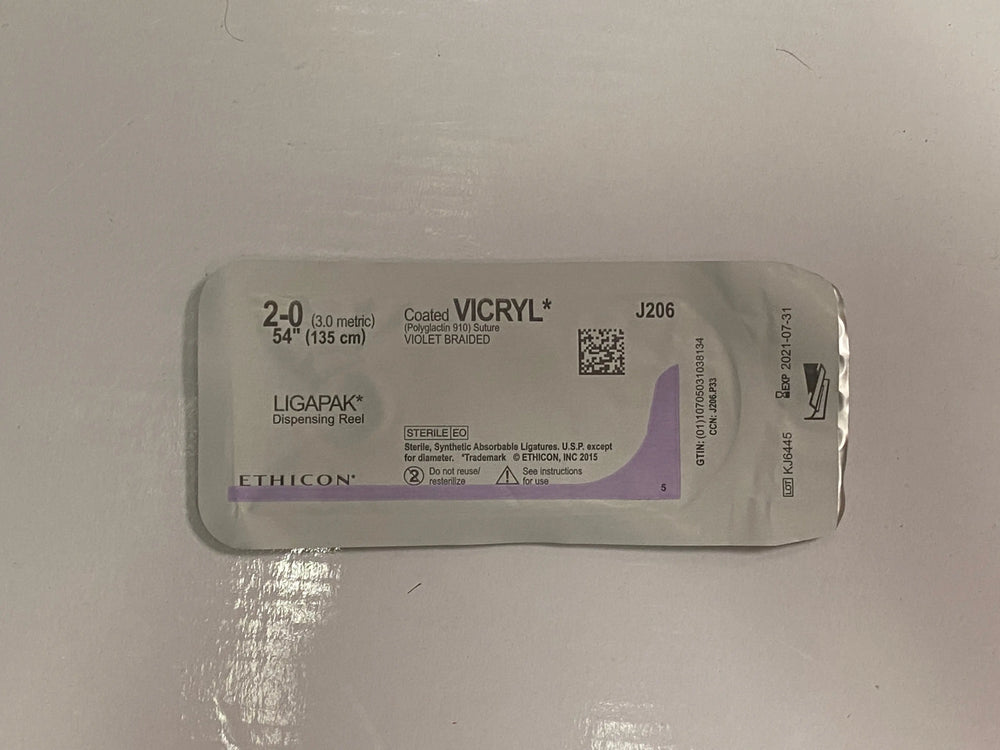 2-0 (3.0 metric)
54" (135 cm)
LIGAPAK*
Dispensing Reel
ETHICON*
Coated VICRYL*
(Polyglactin 910) Suture
VIOLET BRAIDED
J206
STERILE EO
Sterile, Synthetic Absorbable Ligatures. U.S.P. except
for diameter. *Trademark © ETHICON, INC 2015
2 Do not reuse/
resterilize
See instructions
for use
5
GTIN: (01)10705031038134
CCN: J206.P33
EXP 2021-07-31
LOT KJ6445